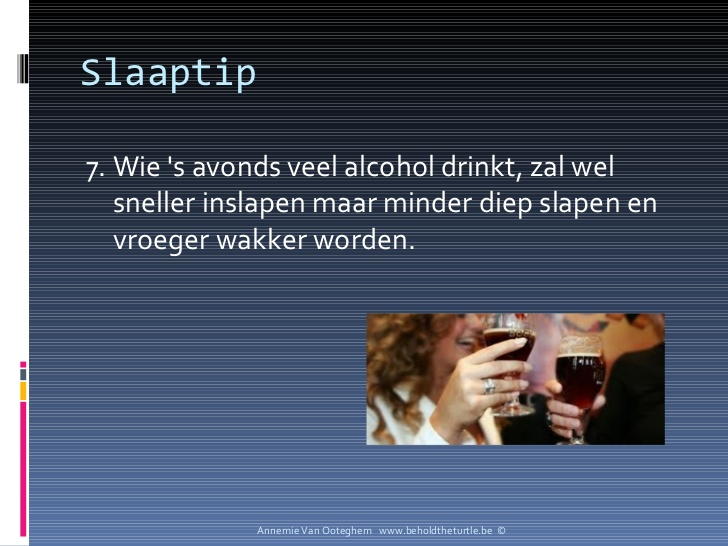 Slaaptip
7. Wie 's avonds veel alcohol drinkt, zal wel
sneller inslapen maar minder diep slapen en
vroeger wakker worden.
Annemie Van Ooteghem www.beholdtheturtle.be ©